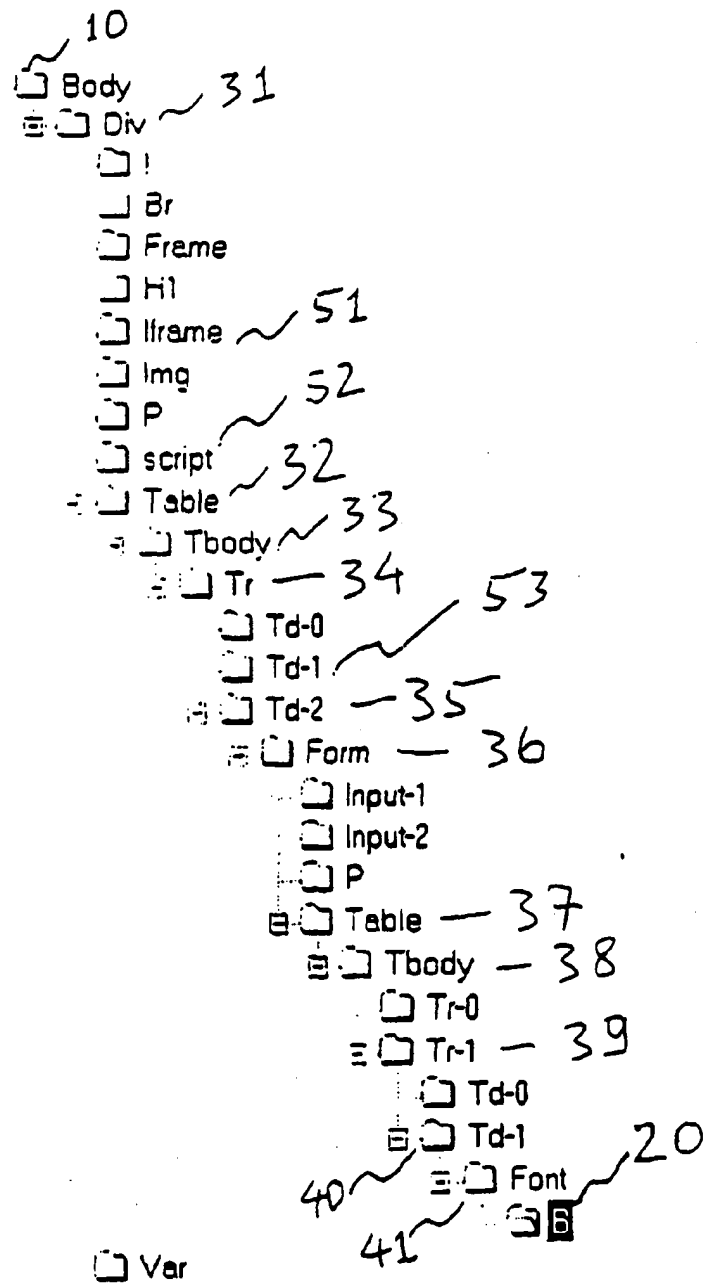 10
Body
Div 31
!
Br
Frame
H1
Iframe 51
Img
P 52
script
Table 32
Tbody 33
Tr 34
Td-0 53
Td-1
Td-2 35
Form 36
Input-1
Input-2
P
Table 37
Tbody 38
Tr-0
Tr-1 39
Td-0
Td-1 20
40 Font
41
Var